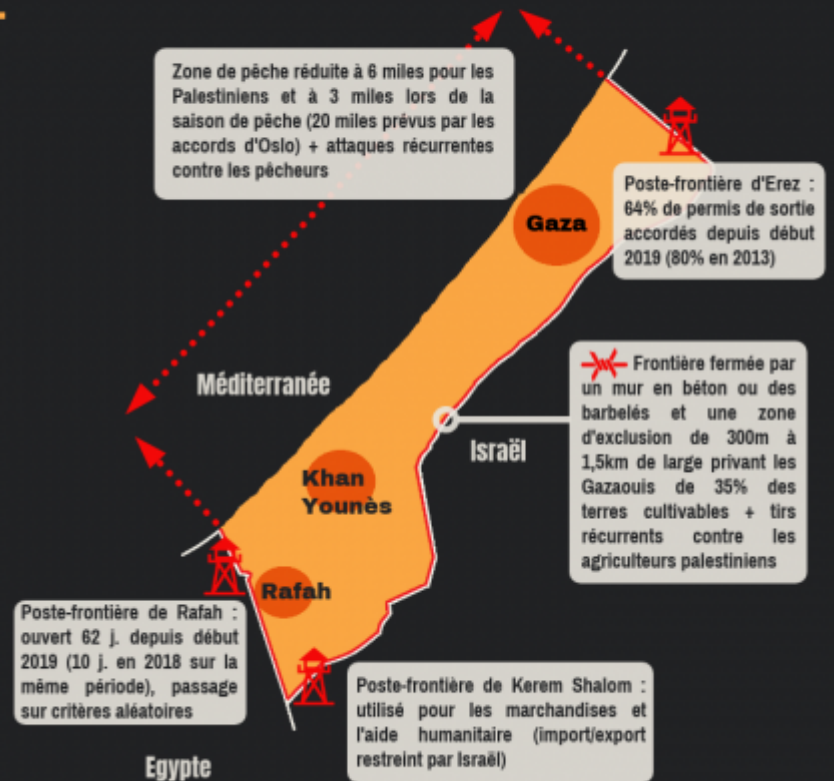 Zone de pêche réduite à 6 miles pour les
Palestiniens et à 3 miles lors de la
saison de pêche (20 miles prévus par les
accords d'Oslo) + attaques récurrentes
contre les pêcheurs
Poste-frontière d'Erez :
64% de permis de sortie
accordés depuis début
2019 (80% en 2013)
Gaza
Méditerranée
Frontière fermée par
un mur en béton ou des
barbelés et une zone
d'exclusion de 300m à
1,5km de large privant les
Gazaouis de 35% des
terres cultivables + tirs
récurrents contre les
agriculteurs palestiniens
Israël
Khan
Younès
Rafah
Poste-frontière de Rafah :
ouvert 62 j. depuis début
2019 (10 j. en 2018 sur la
même période), passage
sur critères aléatoires
Poste-frontière de Kerem Shalom :
utilisé pour les marchandises et
l'aide humanitaire (import/export
restreint par Israël)
Egypte